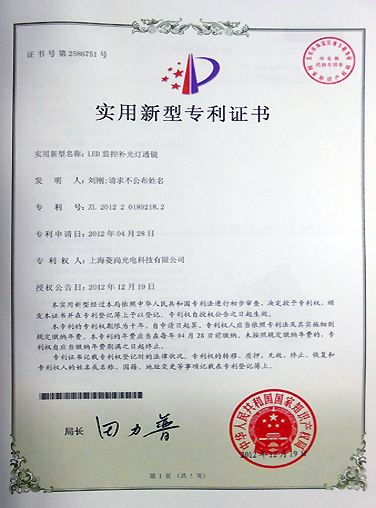 证书号第2586751号
实用新型专利证书
实用新型名称：LED监控补光灯透镜
发 明 人：刘刚;请求不公布姓名
专 利 号：ZL 2012 2 0189218.2
专利申请日：2012年04月28日
专 利 权 人：上海菱尚光电科技有限公司
授权公告日：2012年12月19日
本实用新型经过本局依照中华人民共和国专利法进行初步审查，决定授予专利权，颁
发本证书并在专利登记簿上予以登记。专利权自授权公告之日起生效。
本专利的专利权期限为十年，自申请日起算。专利权人应当依照专利法及其实施细则
规定缴纳年费。本专利的年费应当在每年04月28日前缴纳。未按照规定缴纳年费的，专
利权自应当缴纳年费期满之日起终止。
专利证书记载专利权登记时的法律状况。专利权的转移、质押、无效、终止、恢复和
专利权人的姓名或名称、国籍、地址变更等事项记载在专利登记簿上。
局长 田力普
中华人民共和国国家知识产权局
2012年12月19日